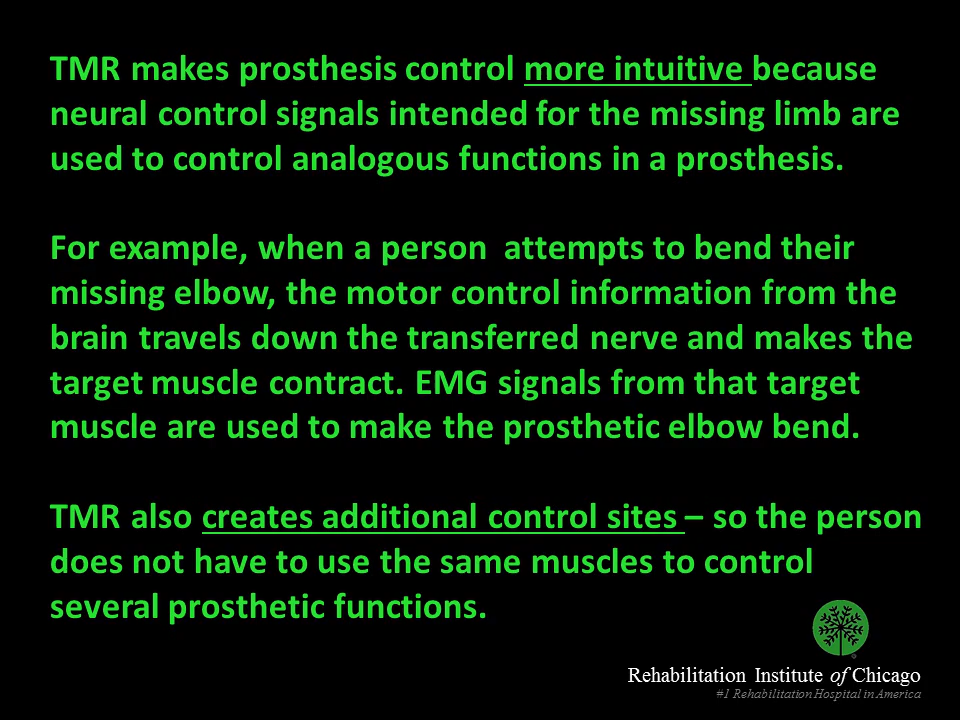 TMR makes prosthesis control more intuitive because
neural control signals intended for the missing limb are
used to control analogous functions in a prosthesis.
For example, when a person  attempts to bend their
missing elbow, the motor control information from the
brain travels down the transferred nerve and makes the
target muscle contract. EMG signals from that target
muscle are used to make the prosthetic elbow bend.
TMR also creates additional control sites – so the person
does not have to use the same muscles to control
several prosthetic functions.
Rehabilitation Institute of Chicago
#1 Rehabilitation Hospital in America